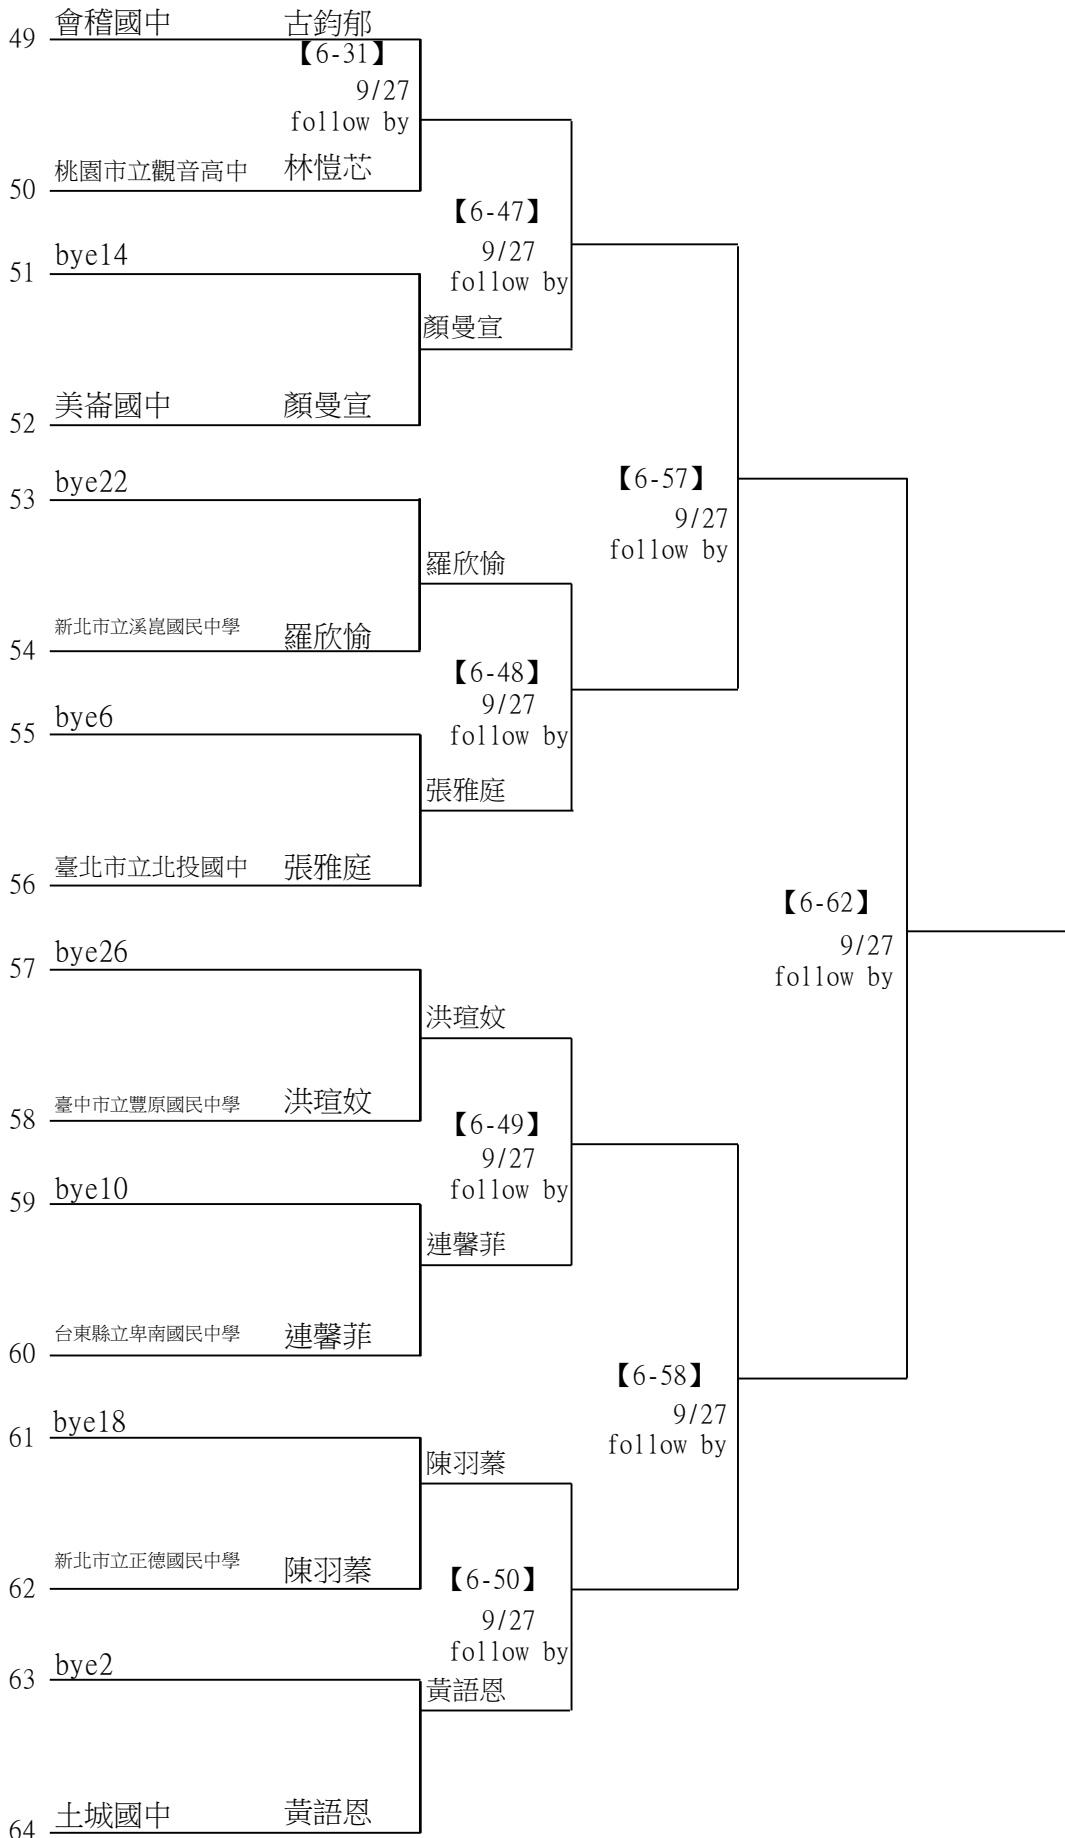 49 會稽國中 古鈞郁
【6-31】
9/27
follow by
50 桃園市立觀音高中 林愷芯
【6-47】
9/27
follow by
51 bye14
顏曼宣
52 美崙國中 顏曼宣
53 bye22
【6-57】
9/27
follow by
羅欣愉
54 新北市立溪崑國民中學 羅欣愉
【6-48】
9/27
follow by
55 bye6
張雅庭
56 臺北市立北投國中 張雅庭
【6-62】
9/27
follow by
57 bye26
洪瑄妏
58 臺中市立豐原國民中學 洪瑄妏
【6-49】
9/27
follow by
59 bye10
連馨菲
60 台東縣立卑南國民中學 連馨菲
【6-58】
9/27
follow by
61 bye18
陳羽蓁
62 新北市立正德國民中學 陳羽蓁
【6-50】
9/27
follow by
63 bye2
黃語恩
64 土城國中 黃語恩